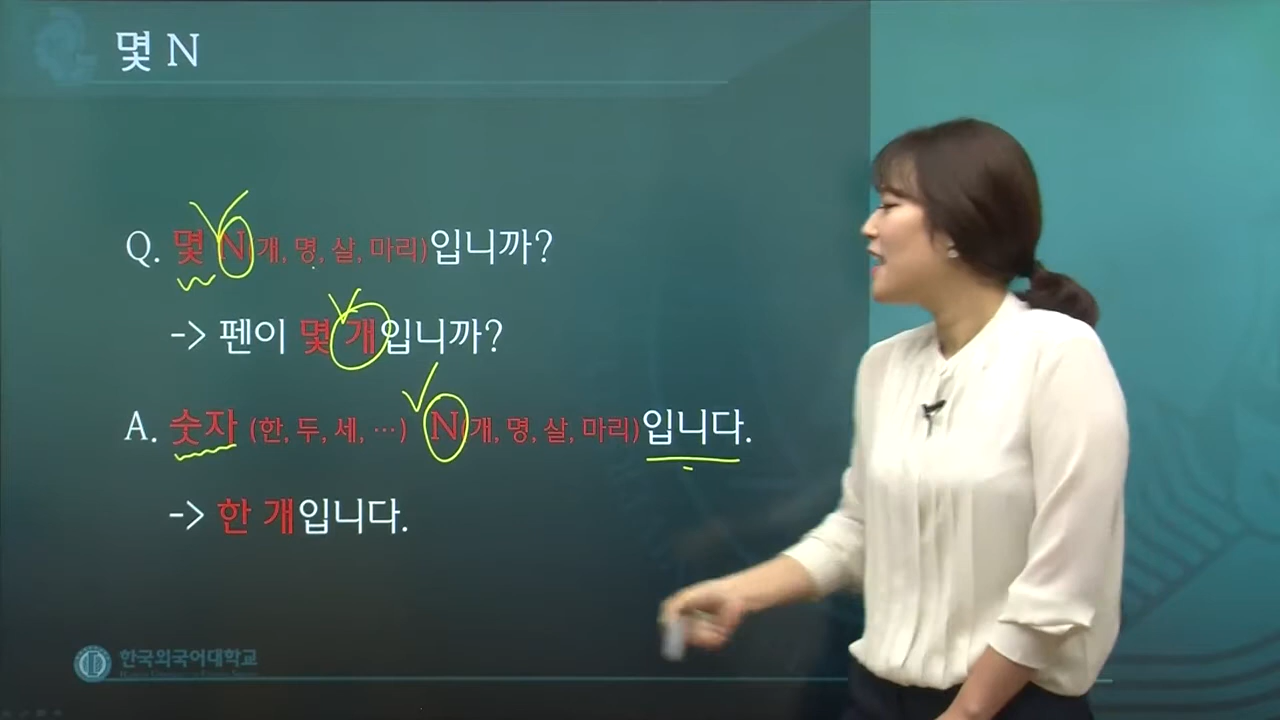 몇 N
Q. 몇 N(개, 명, 살, 마리)입니까?
-> 펜이 몇 개입니까?
A. 숫자 (한, 두, 세, …) N(개, 명, 살, 마리)입니다.
-> 한 개입니다.
한국외국어대학교